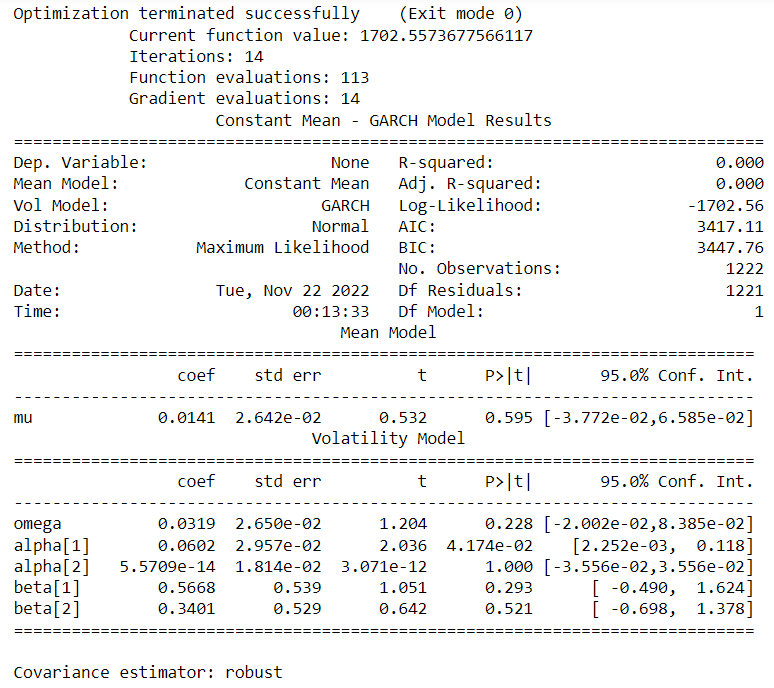 Optimization terminated successfully    (Exit mode 0)
            Current function value: 1702.5573677566117
            Iterations: 14
            Function evaluations: 113
            Gradient evaluations: 14
                     Constant Mean - GARCH Model Results
==============================================================================
Dep. Variable:                   None   R-squared:                       0.000
Mean Model:             Constant Mean   Adj. R-squared:                  0.000
Vol Model:                      GARCH   Log-Likelihood:               -1702.56
Distribution:                  Normal   AIC:                           3417.11
Method:            Maximum Likelihood   BIC:                           3447.76
                                        No. Observations:                 1222
Date:                Tue, Nov 22 2022   Df Residuals:                     1221
Time:                        00:13:33   Df Model:                            1
                                  Mean Model
=============================================================================
                 coef    std err          t      P>|t|       95.0% Conf. Int.
-----------------------------------------------------------------------------
mu             0.0141  2.642e-02      0.532      0.595 [-3.772e-02,6.585e-02]
                               Volatility Model
=============================================================================
                 coef    std err          t      P>|t|       95.0% Conf. Int.
-----------------------------------------------------------------------------
omega          0.0319  2.650e-02      1.204      0.228 [-2.002e-02,8.385e-02]
alpha[1]       0.0602  2.957e-02      2.036  4.174e-02    [2.252e-03,  0.118]
alpha[2]   5.5709e-14  1.814e-02  3.071e-12      1.000 [-3.556e-02,3.556e-02]
beta[1]        0.5668      0.539      1.051      0.293      [ -0.490,  1.624]
beta[2]        0.3401      0.529      0.642      0.521      [ -0.698,  1.378]
=============================================================================
Covariance estimator: robust